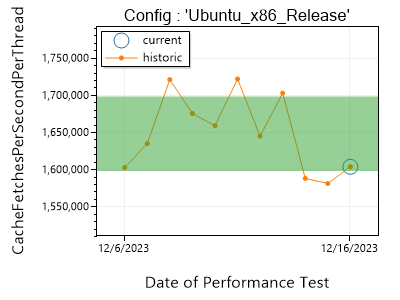 Config : 'Ubuntu_x86_Release'
current
historic
CacheFetchesPerSecondPerThread
1,750,000
1,700,000
1,650,000
1,600,000
1,550,000
12/6/2023
12/16/2023
Date of Performance Test